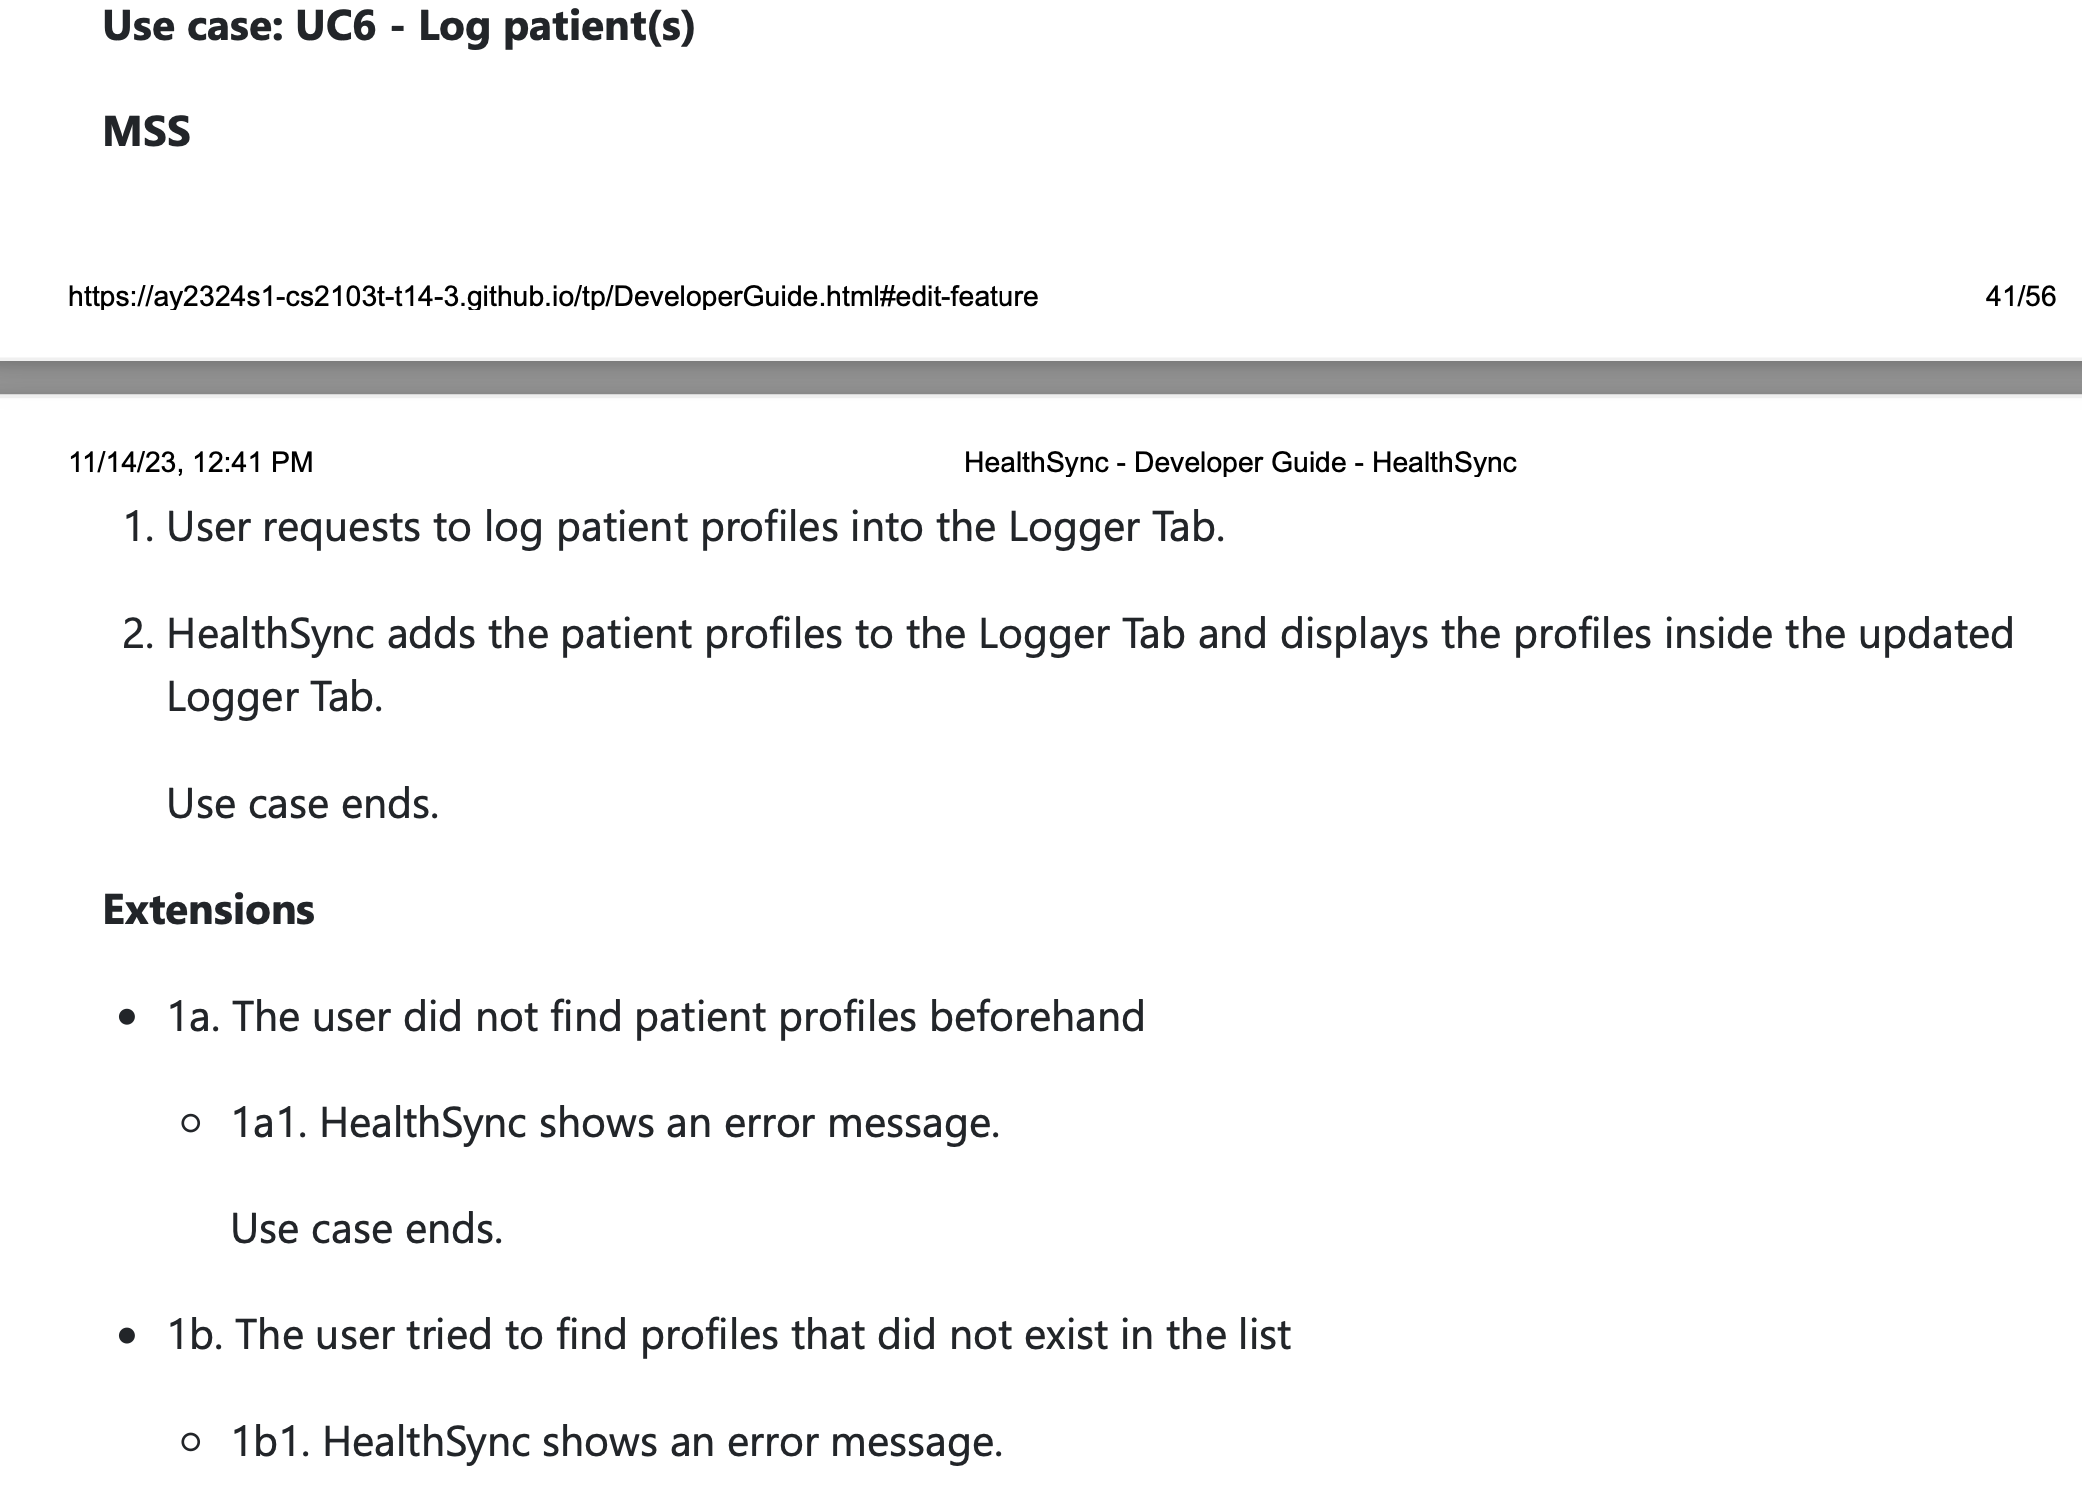 Use case: UC6 - Log patient(s)
MSS
https://ay2324s1-cs2103t-t14-3.github.io/tp/DeveloperGuide.html#edit-feature 41/56
11/14/23, 12:41 PM HealthSync - Developer Guide - HealthSync
1. User requests to log patient profiles into the Logger Tab.
2. HealthSync adds the patient profiles to the Logger Tab and displays the profiles inside the updated
Logger Tab.
Use case ends.
Extensions
• 1a. The user did not find patient profiles beforehand
○ 1a1. HealthSync shows an error message.
Use case ends.
• 1b. The user tried to find profiles that did not exist in the list
○ 1b1. HealthSync shows an error message.